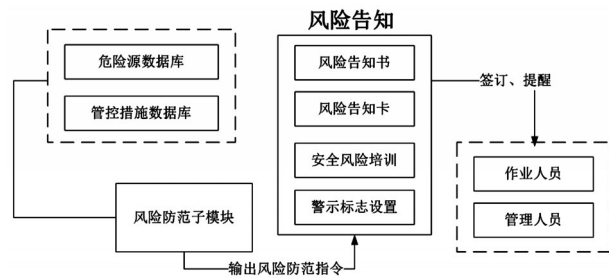 风险告知
危险源数据库
管控措施数据库
风险告知书
风险告知卡
安全风险培训
警示标志设置
签订、提醒
作业人员
管理人员
风险防范子模块
输出风险防范指令